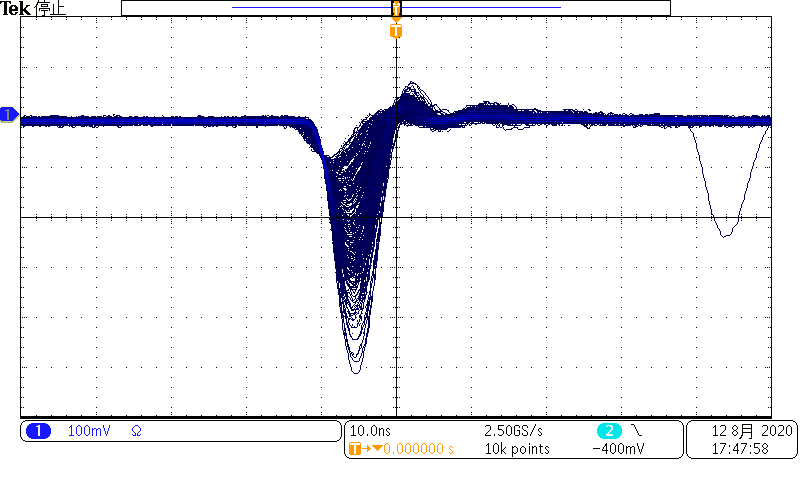 Tek 停止
T
T
1
1 100mV Ω
10.0ns 2.50GS/s 2
T→▼0.000000 s 10k points −400mV
12 8月 2020
17:47:58